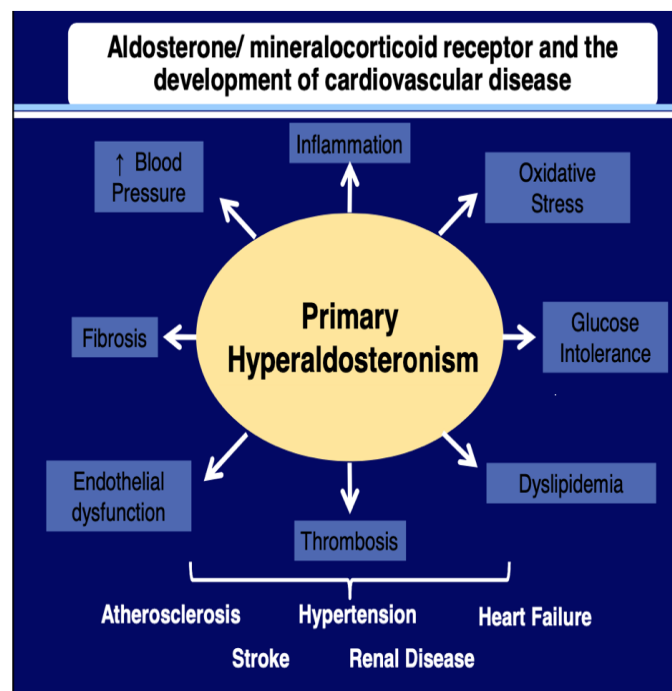 Aldosterone/ mineralocorticoid receptor and the
development of cardiovascular disease
Inflammation
↑ Blood
Pressure
Oxidative
Stress
Primary
Hyperaldosteronism
Fibrosis
Glucose
Intolerance
Endothelial
dysfunction
Dyslipidemia
Thrombosis
Atherosclerosis
Hypertension
Heart Failure
Stroke
Renal Disease